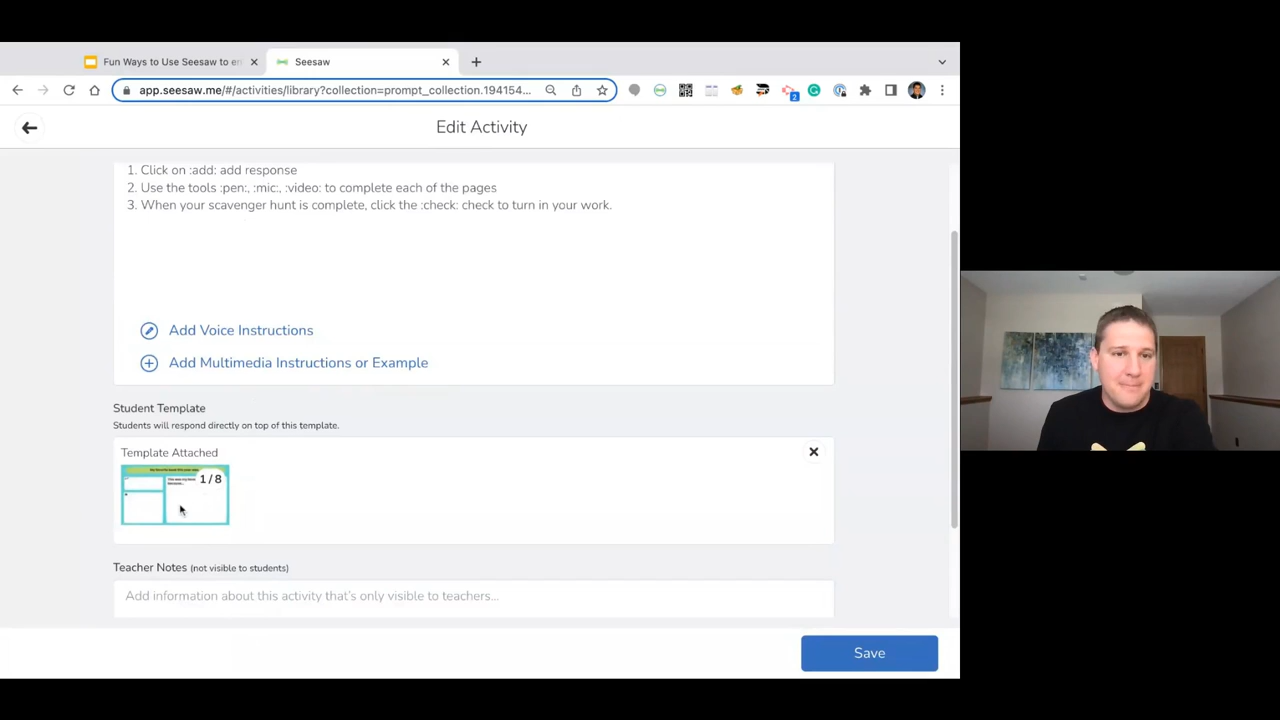 Fun Ways to Use Seesaw to en
Seesaw
app.seesaw.me/#/activities/library?collection=prompt_collection.194154...
2
Edit Activity
1. Click on :add: add response
2. Use the tools :pen:, :mic:, :video: to complete each of the pages
3. When your scavenger hunt is complete, click the :check: check to turn in your work.
Add Voice Instructions
Add Multimedia Instructions or Example
Student Template
Students will respond directly on top of this template.
Template Attached
1/8
Teacher Notes (not visible to students)
Add information about this activity that's only visible to teachers...
Save